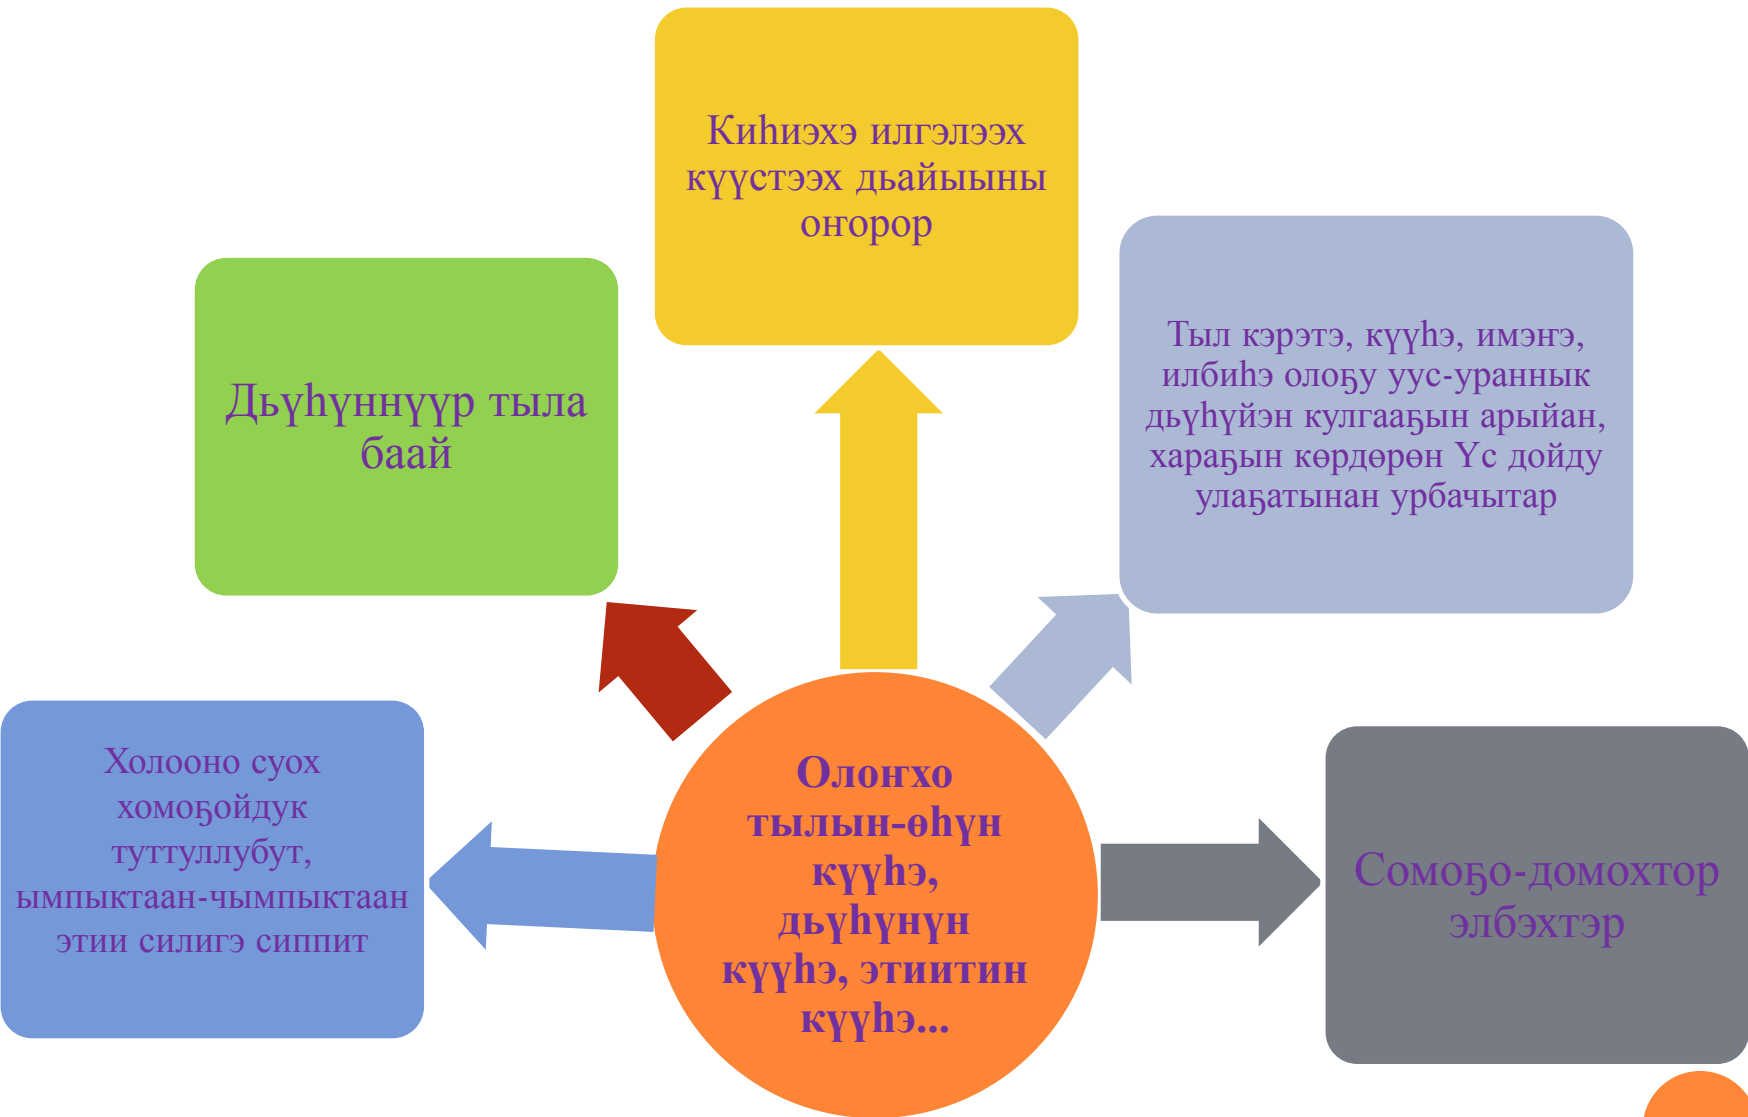 Киһиэхэ илгэлээх
күүстээх дьайыыны
оҥорор
Дьүһүннүүр тыла
баай
Тыл кэрэтэ, күүһэ, имэҥэ,
илбиһэ олоҕу уус-ураннык
дьүһүйэн кулгааҕын арыйан,
хараҕын көрдөрөн Үс дойду
улаҕатынан урбачытар
Холооно суох
хомоҕойдук
туттуллубут,
ымпыктаан-чымпыктаан
этии силигэ сиппит
Олоҥхо
тылын-өһүн
күүһэ,
дьүһүнүн
күүһэ, этиитин
күүһэ...
Сомоҕо-домохтор
элбэхтэр